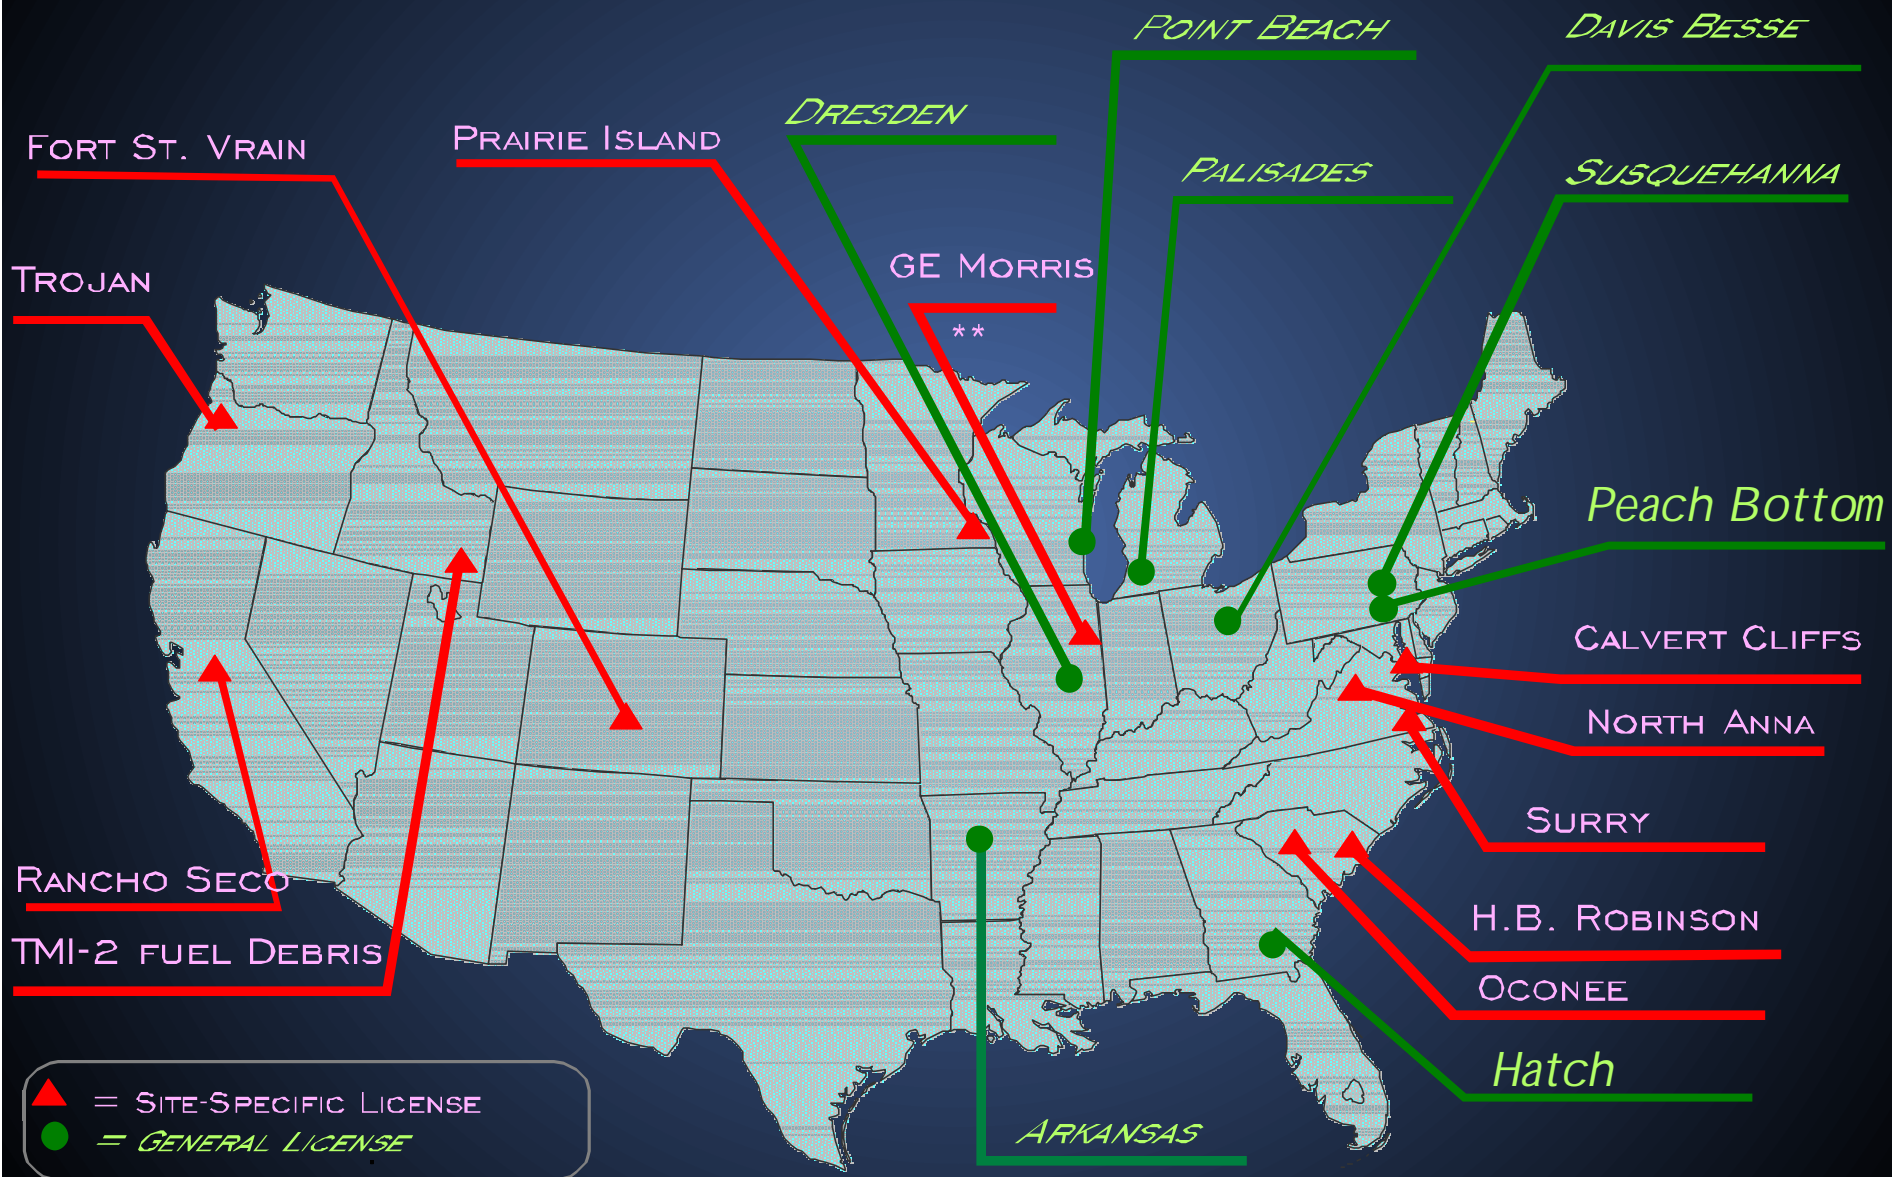 Point Beach
Davis Besse
Dresden
Fort St. Vrain
Prairie Island
Palisades
Susquehanna
GE Morris
**
Trojan
Peach Bottom
Calvert Cliffs
North Anna
Surry
Rancho Seco
H.B. Robinson
TMI-2 fuel Debris
Oconee
Hatch
= Site-Specific License
= General License
Arkansas